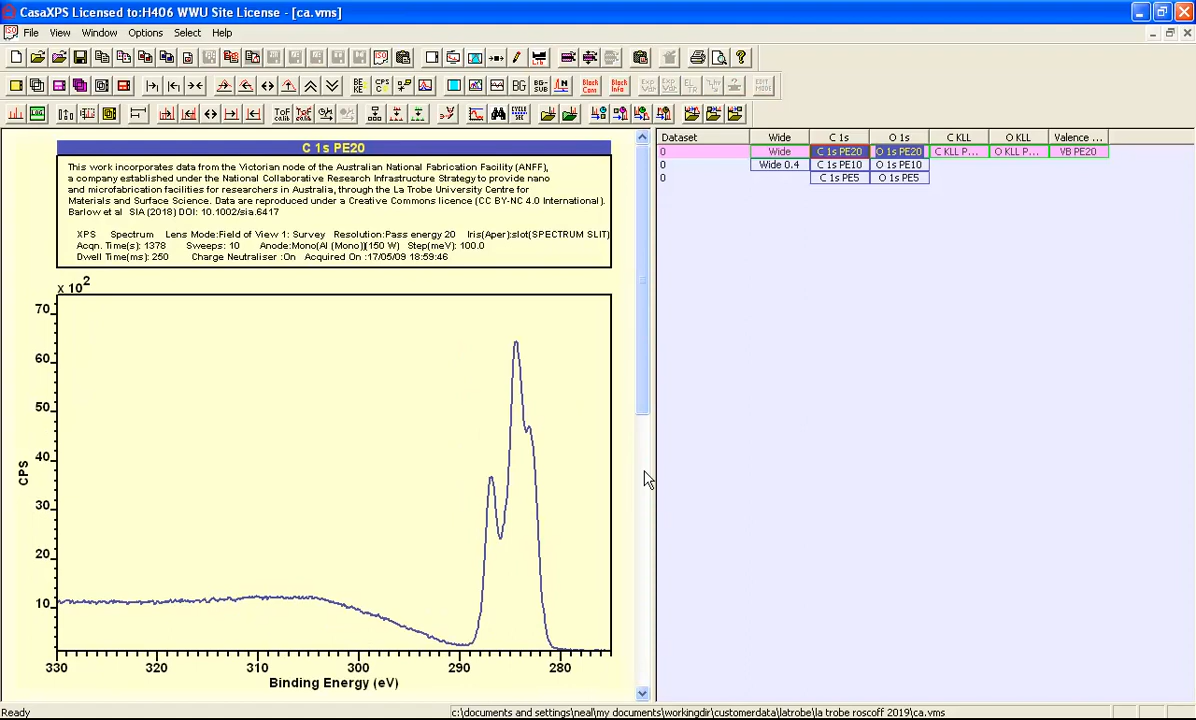 CasaXPS Licensed to:H406 WWU Site License - [ca.vms]
File View Window Options Select Help
C 1s PE20
This work incorporates data from the Victorian node of the Australian National Fabrication Facility (ANFF),
a company established under the National Collaborative Research Infrastructure Strategy to provide nano
and microfabrication facilities for researchers in Australia, through the La Trobe University Centre for
Materials and Surface Science. Data are reproduced under a Creative Commons licence (CC BY-NC 4.0 International).
Barlow et al SIA (2018) DOI: 10.1002/sia.6417
XPS Spectrum Lens Mode:Field of View 1: Survey Resolution:Pass energy 20 Iris(Aper):slot(SPECTRUM SLIT)
Acqn. Time(s): 1378 Sweeps: 10 Anode:Mono(Al (Mono)(150 W) Step(meV): 100.0
Dwell Time(ms): 250 Charge Neutraliser :On Acquired On :17/05/09 18:59:46
x 10²
70
60
50
40
30
20
10
CPS
330 320 310 300 290 280
Binding Energy (eV)
Dataset Wide C 1s O 1s C KLL O KLL Valence ...
0 Wide C 1s PE20 O 1s PE20 C KLL P... O KLL P... VB PE20
0 Wide 0.4 C 1s PE10 O 1s PE10
0 C 1s PE5 O 1s PE5
Ready c:\documents and settings\neal\my documents\workingdir\customerdata\latrobe\la trobe roscoff 2019\ca.vms